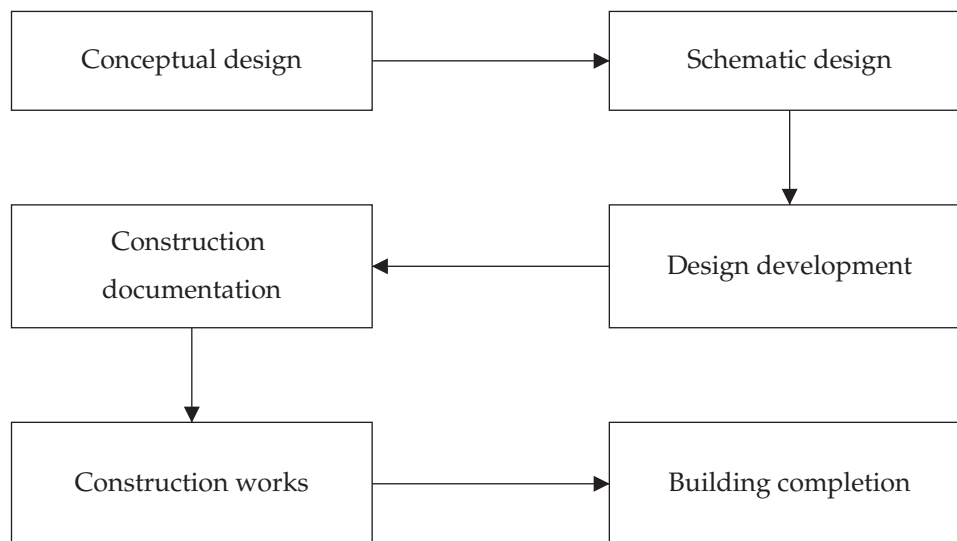 Conceptual design
Schematic design
Construction
documentation
Design development
Construction works
Building completion